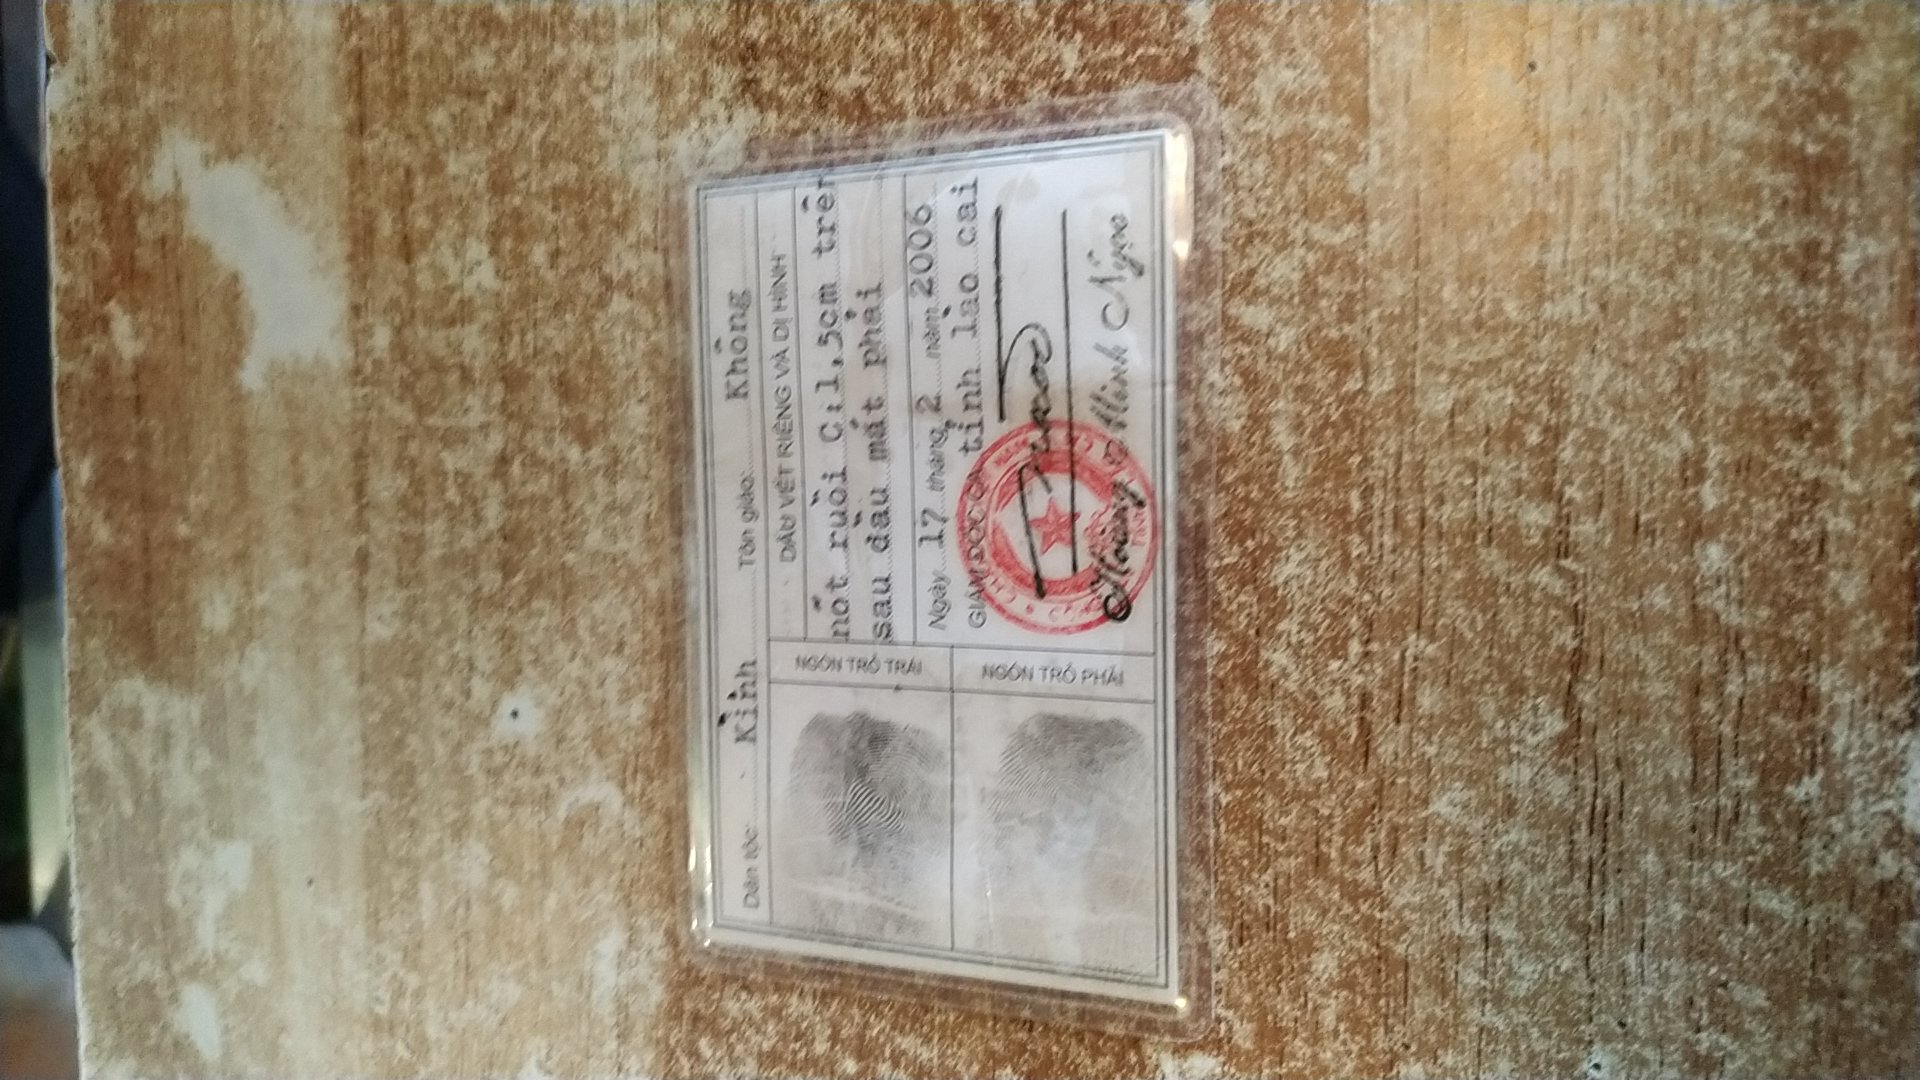 Dân tộc: Kinh Tôn giáo: Không
DẤU VẾT RIÊNG VÀ DỊ HÌNH
NGÓN TRỎ TRÁI
nốt ruồi C:1,5cm trên
sau đầu mắt phải
Ngày 17 tháng 2 năm 2006
GIÁM ĐỐC CA tỉnh lào cai
NGÓN TRỎ PHẢI
Hoàng Minh Ngọc